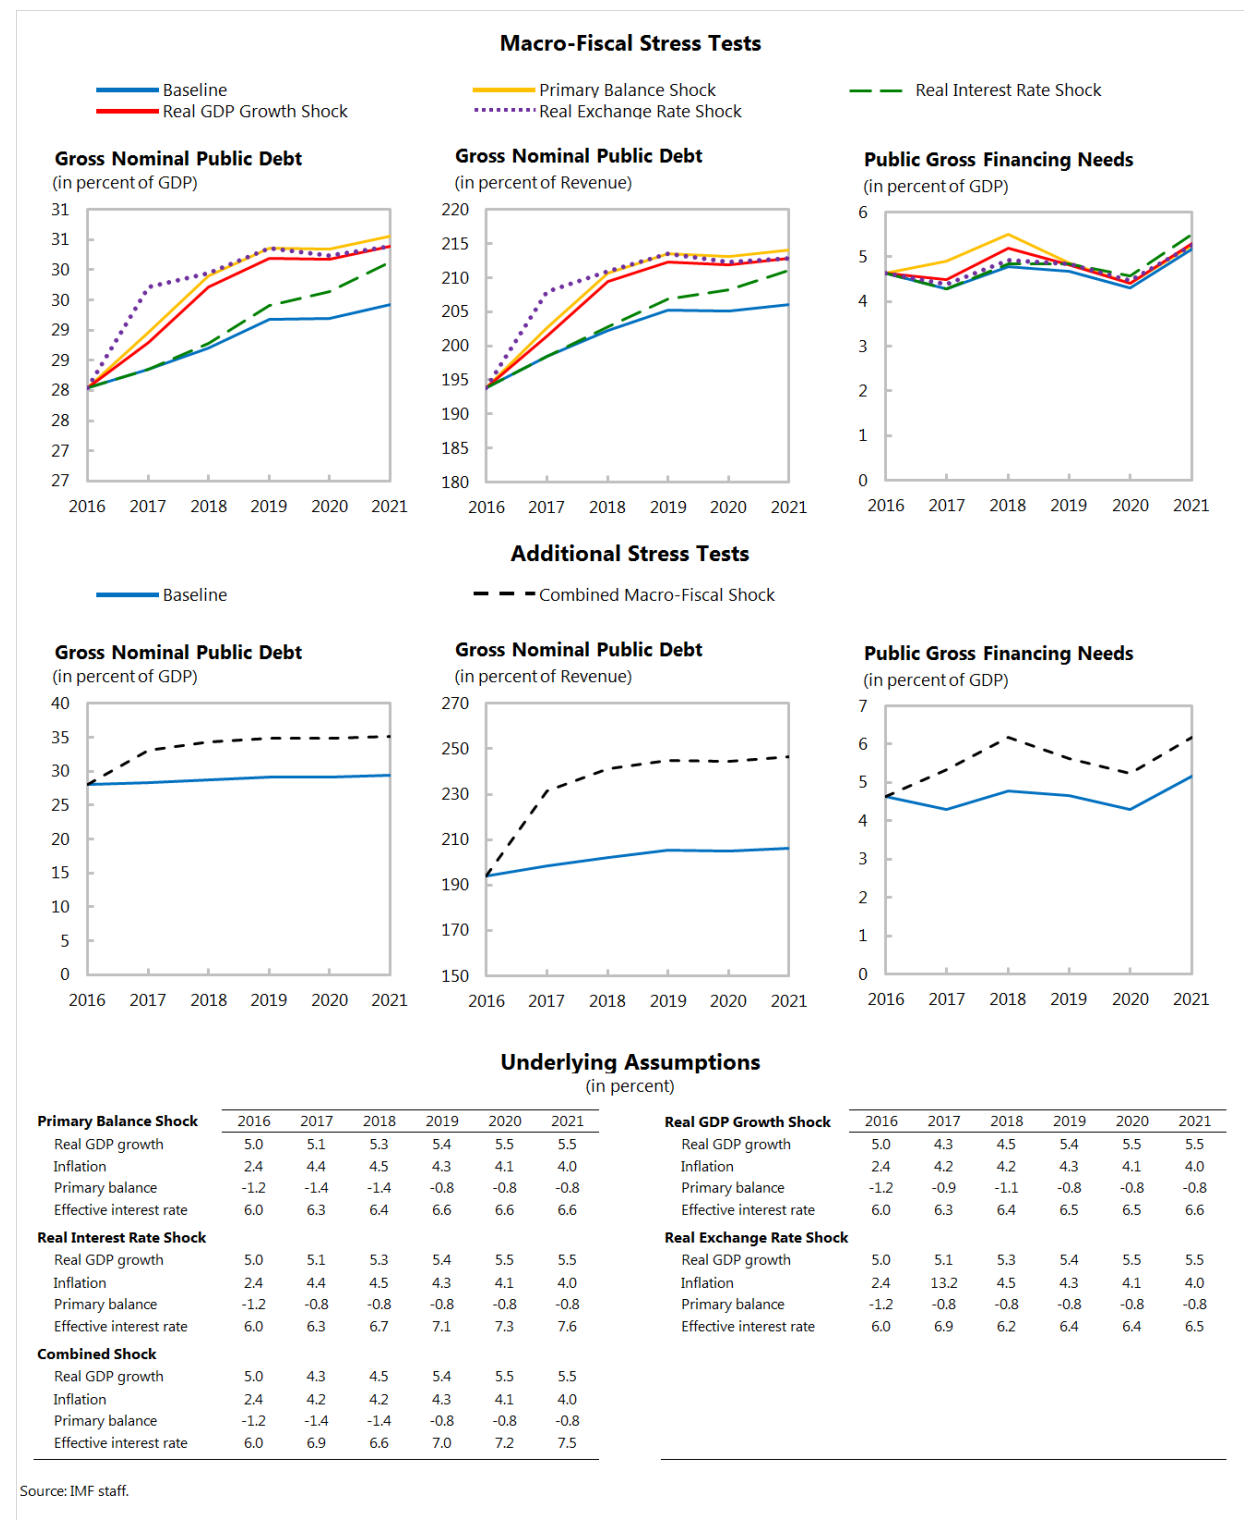 Macro-Fiscal Stress Tests
Baseline
Primary Balance Shock
Real Interest Rate Shock
Real GDP Growth Shock
Real Exchange Rate Shock
Gross Nominal Public Debt
(in percent of GDP)
31
31
30
30
29
29
28
28
27
27
2016 2017 2018 2019 2020 2021
Gross Nominal Public Debt
(in percent of Revenue)
220
215
210
205
200
195
190
185
180
2016 2017 2018 2019 2020 2021
Public Gross Financing Needs
(in percent of GDP)
6
5
4
3
2
1
0
2016 2017 2018 2019 2020 2021
Additional Stress Tests
Baseline
Combined Macro-Fiscal Shock
Gross Nominal Public Debt
(in percent of GDP)
40
35
30
25
20
15
10
5
0
2016 2017 2018 2019 2020 2021
Gross Nominal Public Debt
(in percent of Revenue)
270
250
230
210
190
170
150
2016 2017 2018 2019 2020 2021
Public Gross Financing Needs
(in percent of GDP)
7
6
5
4
3
2
1
0
2016 2017 2018 2019 2020 2021
Underlying Assumptions
(in percent)
Primary Balance Shock 2016 2017 2018 2019 2020 2021
Real GDP growth 5.0 5.1 5.3 5.4 5.5 5.5
Inflation 2.4 4.4 4.5 4.3 4.1 4.0
Primary balance -1.2 -1.4 -1.4 -0.8 -0.8 -0.8
Effective interest rate 6.0 6.3 6.4 6.6 6.6 6.6
Real Interest Rate Shock
Real GDP growth 5.0 5.1 5.3 5.4 5.5 5.5
Inflation 2.4 4.4 4.5 4.3 4.1 4.0
Primary balance -1.2 -0.8 -0.8 -0.8 -0.8 -0.8
Effective interest rate 6.0 6.3 6.7 7.1 7.3 7.6
Combined Shock
Real GDP growth 5.0 4.3 4.5 5.4 5.5 5.5
Inflation 2.4 4.2 4.2 4.3 4.1 4.0
Primary balance -1.2 -1.4 -1.4 -0.8 -0.8 -0.8
Effective interest rate 6.0 6.9 6.6 7.0 7.2 7.5
Real GDP Growth Shock 2016 2017 2018 2019 2020 2021
Real GDP growth 5.0 4.3 4.5 5.4 5.5 5.5
Inflation 2.4 4.2 4.2 4.3 4.1 4.0
Primary balance -1.2 -0.9 -1.1 -0.8 -0.8 -0.8
Effective interest rate 6.0 6.3 6.4 6.5 6.5 6.6
Real Exchange Rate Shock
Real GDP growth 5.0 5.1 5.3 5.4 5.5 5.5
Inflation 2.4 13.2 4.5 4.3 4.1 4.0
Primary balance -1.2 -0.8 -0.8 -0.8 -0.8 -0.8
Effective interest rate 6.0 6.9 6.2 6.4 6.4 6.5
Source: IMF staff.